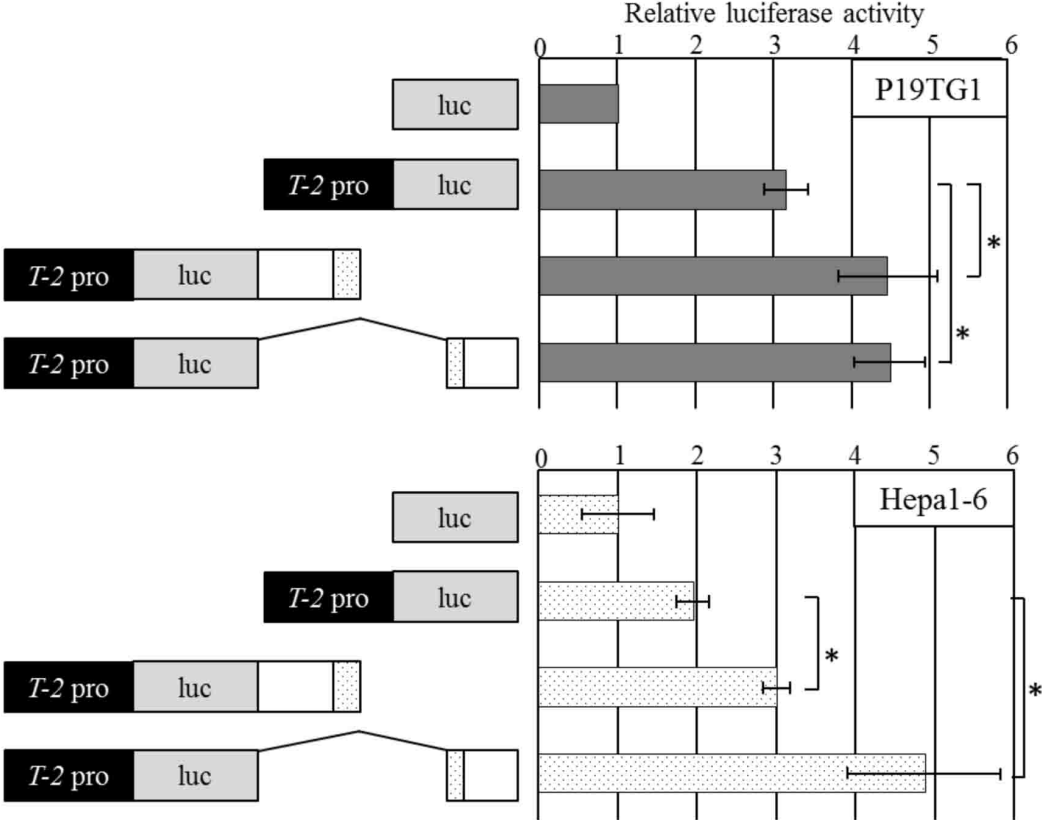 Relative luciferase activity
0 1 2 3 4 5 6
P19TG1
luc
T-2 pro luc
*
T-2 pro luc
*
T-2 pro luc
0 1 2 3 4 5 6
Hepa1-6
luc
T-2 pro luc
*
T-2 pro luc
*
T-2 pro luc